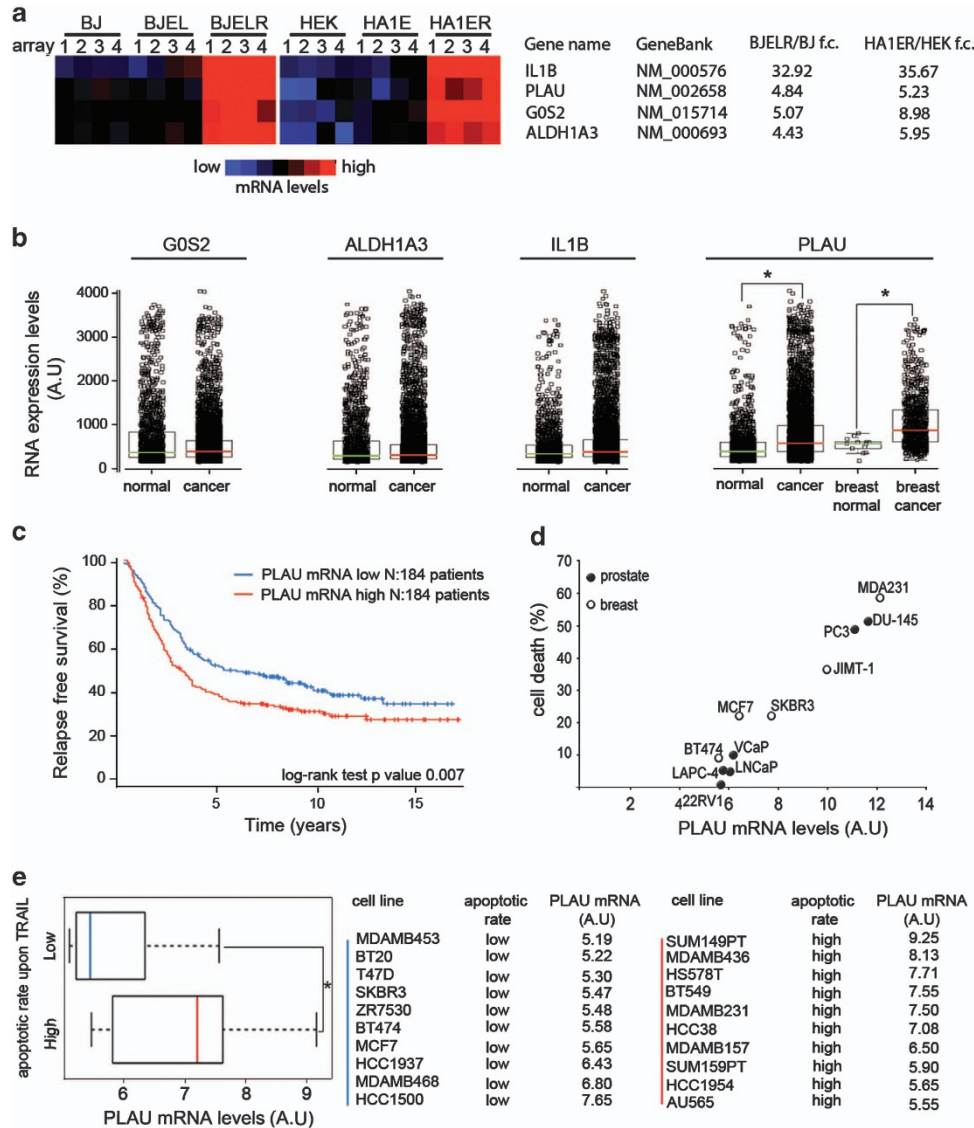 a
BJ BJEL BJELR HEK HA1E HA1ER
array 1 2 3 4 1 2 3 4 1 2 3 4 1 2 3 4 1 2 3 4 1 2 3 4
low high
mRNA levels
Gene name GeneBank BJELR/BJ f.c. HA1ER/HEK f.c.
IL1B NM_000576 32.92 35.67
PLAU NM_002658 4.84 5.23
G0S2 NM_015714 5.07 8.98
ALDH1A3 NM_000693 4.43 5.95
b
G0S2 ALDH1A3 IL1B PLAU
RNA expression levels
(A.U)
4000
3000
2000
1000
0
* *
normal cancer normal cancer normal cancer normal cancer breast normal breast cancer
c
Relapse free survival (%)
100
80
60
40
20
0
PLAU mRNA low N:184 patients
PLAU mRNA high N:184 patients
log-rank test p value 0.007
5 10 15
Time (years)
d
cell death (%)
70
60
50
40
30
20
10
prostate
breast
MDA231
DU-145
PC3
JIMT-1
MCF7 SKBR3
BT474 VCaP
LAPC-4 LNCaP
22RV1
2 4 6 8 10 12 14
PLAU mRNA levels (A.U)
e
apoptotic rate upon TRAIL
Low
High
*
6 7 8 9
PLAU mRNA levels (A.U)
cell line apoptotic rate PLAU mRNA (A.U)
MDAMB453 low 5.19
BT20 low 5.22
T47D low 5.30
SKBR3 low 5.47
ZR7530 low 5.48
BT474 low 5.58
MCF7 low 5.65
HCC1937 low 6.43
MDAMB468 low 6.80
HCC1500 low 7.65
cell line apoptotic rate PLAU mRNA (A.U)
SUM149PT high 9.25
MDAMB436 high 8.13
HS578T high 7.71
BT549 high 7.55
MDAMB231 high 7.50
HCC38 high 7.08
MDAMB157 high 6.50
SUM159PT high 5.90
HCC1954 high 5.65
AU565 high 5.55